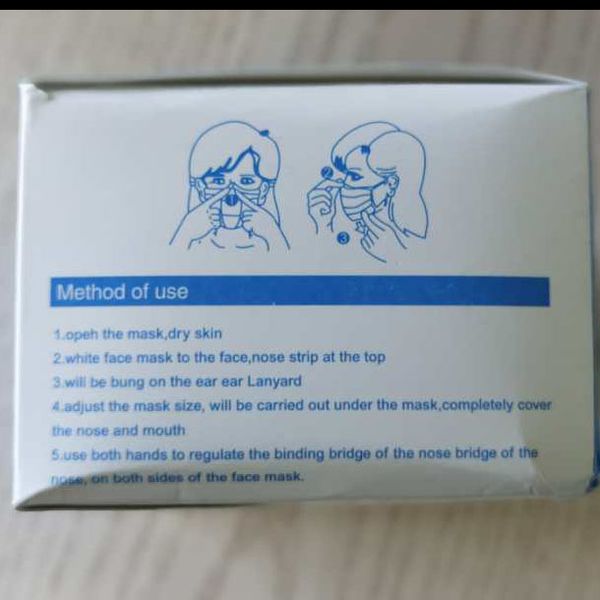 Method of use
1.opeh the mask,dry skin
2.white face mask to the face,nose strip at the top
3.will be bung on the ear ear Lanyard
4.adjust the mask size, will be carried out under the mask,completely cover
the nose and mouth
5.use both hands to regulate the binding bridge of the nose bridge of the
nose, on both sides of the face mask.
1
2
3